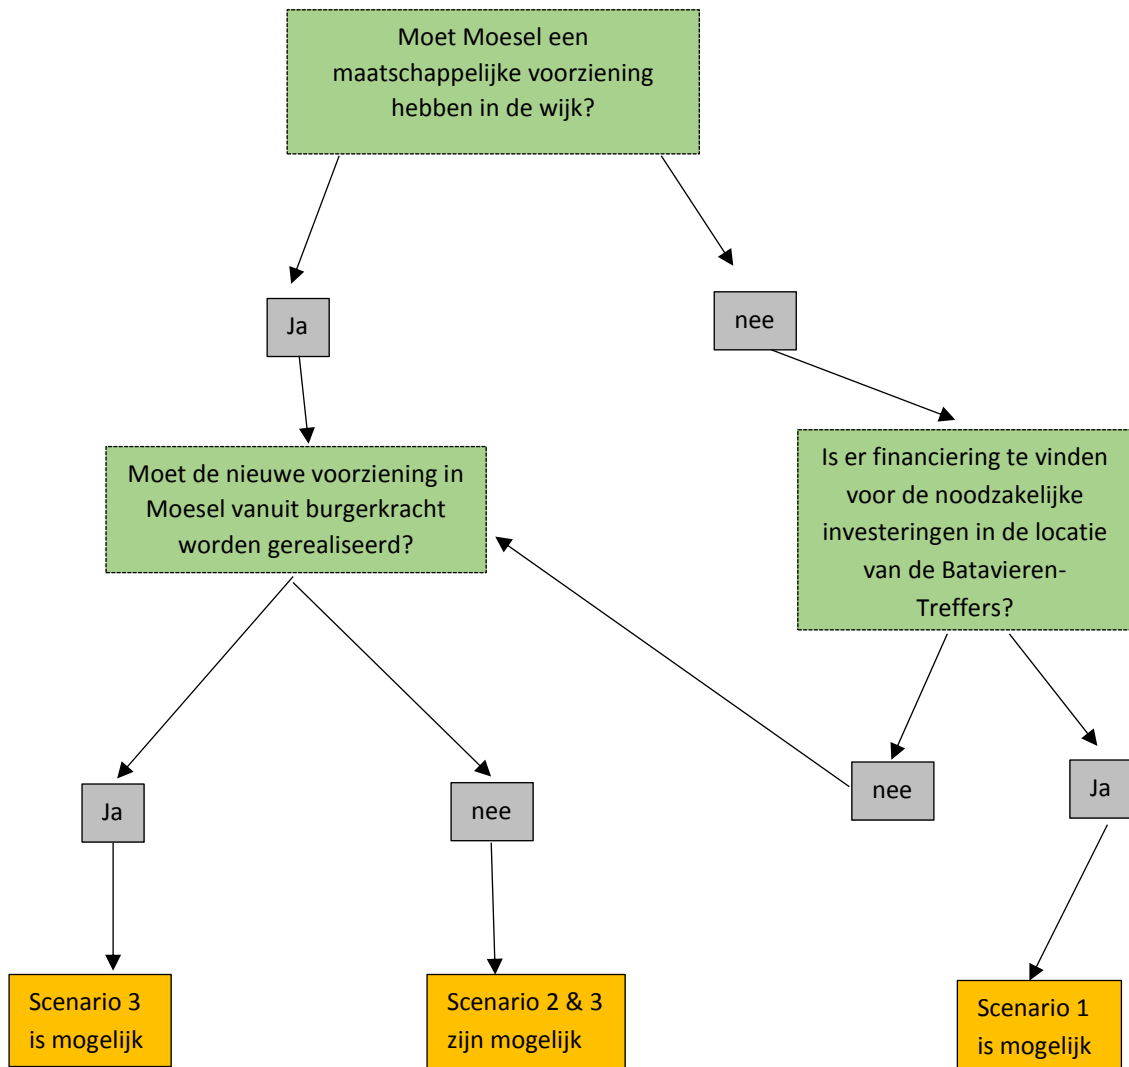 Moet Moesel een
maatschappelijke voorziening
hebben in de wijk?
Ja
nee
Moet de nieuwe voorziening in
Moesel vanuit burgerkracht
worden gerealiseerd?
Is er financiering te vinden
voor de noodzakelijke
investeringen in de locatie
van de Batavieren-
Treffers?
Ja
nee
nee
Ja
Scenario 3
is mogelijk
Scenario 2 & 3
zijn mogelijk
Scenario 1
is mogelijk